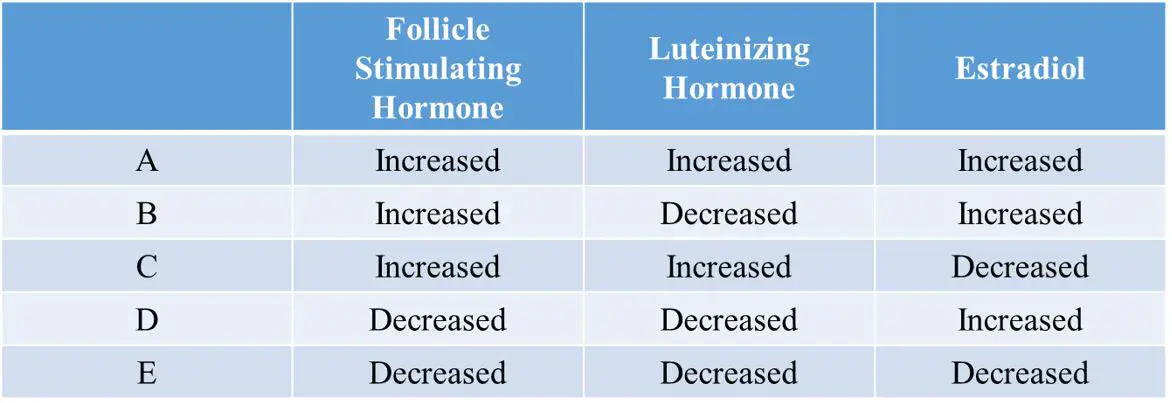 Follicle
Stimulating
Hormone
Luteinizing
Hormone
Estradiol
A Increased Increased Increased
B Increased Decreased Increased
C Increased Increased Decreased
D Decreased Decreased Increased
E Decreased Decreased Decreased